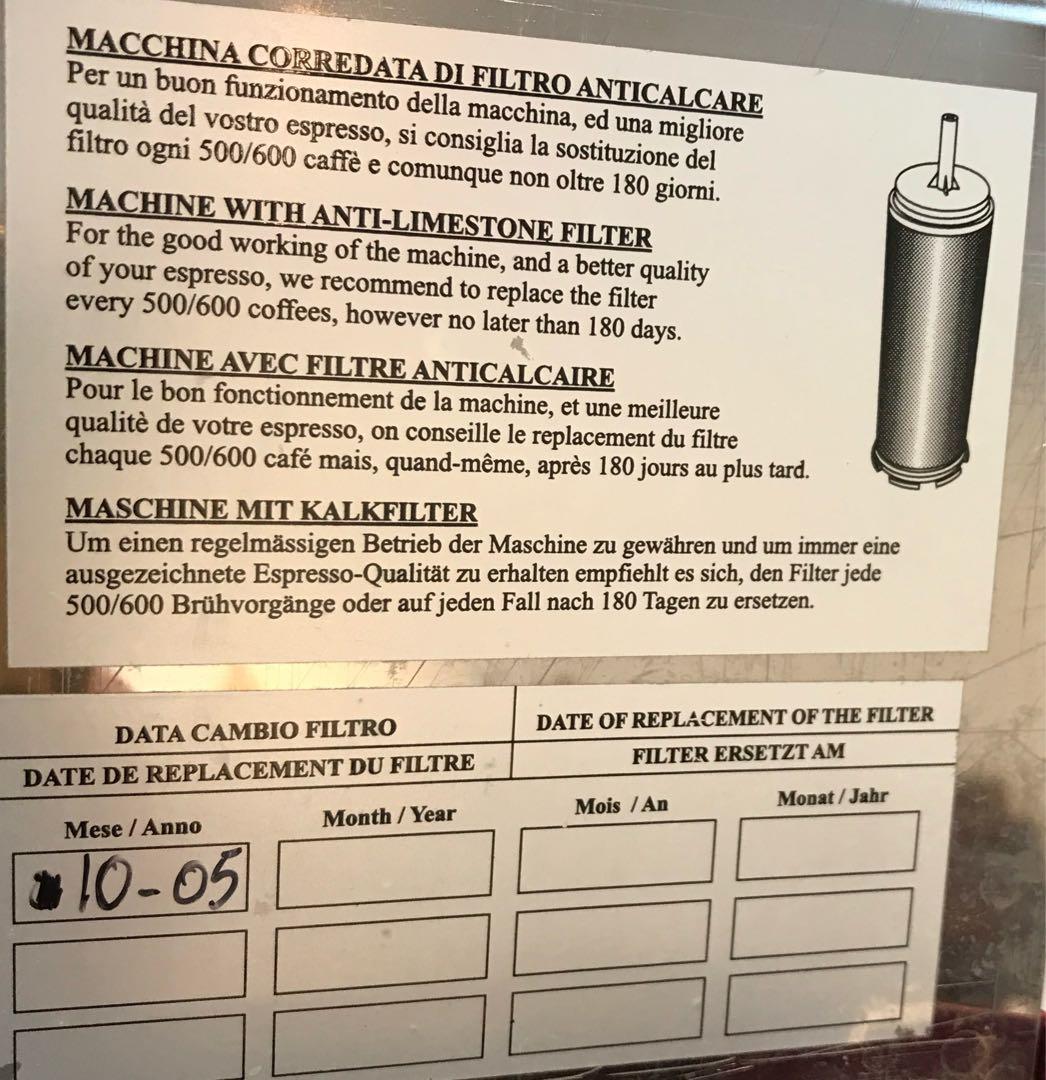 MACCHINA CORREDATA DI FILTRO ANTICALCARE
Per un buon funzionamento della macchina, ed una migliore
qualità del vostro espresso, si consiglia la sostituzione del
filtro ogni 500/600 caffè e comunque non oltre 180 giorni.
MACHINE WITH ANTI-LIMESTONE FILTER
For the good working of the machine, and a better quality
of your espresso, we recommend to replace the filter
every 500/600 coffees, however no later than 180 days.
MACHINE AVEC FILTRE ANTICALCAIRE
Pour le bon fonctionnement de la machine, et une meilleure
qualitè de votre espresso, on conseille le replacement du filtre
chaque 500/600 café mais, quand-même, après 180 jours au plus tard.
MASCHINE MIT KALKFILTER
Um einen regelmässigen Betrieb der Maschine zu gewähren und um immer eine
ausgezeichnete Espresso-Qualität zu erhalten empfiehlt es sich, den Filter jede
500/600 Brühvorgänge oder auf jeden Fall nach 180 Tagen zu ersetzen.
DATA CAMBIO FILTRO
DATE OF REPLACEMENT OF THE FILTER
DATE DE REPLACEMENT DU FILTRE
FILTER ERSETZT AM
Mese / Anno
Month / Year
Mois / An
Monat / Jahr
10-05